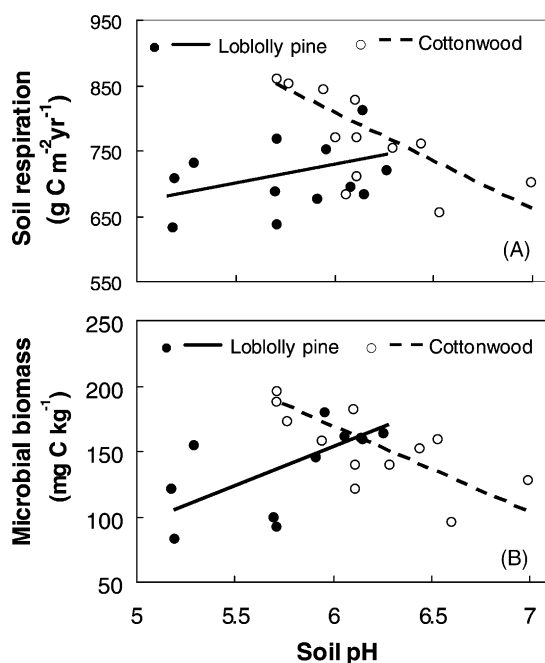 950
Loblolly pine Cottonwood
850
750
650
550
Soil respiration
(g C m⁻²yr⁻¹)
(A)
250
Loblolly pine Cottonwood
200
150
100
50
Microbial biomass
(mg C kg⁻¹)
(B)
5 5.5 6 6.5 7
Soil pH